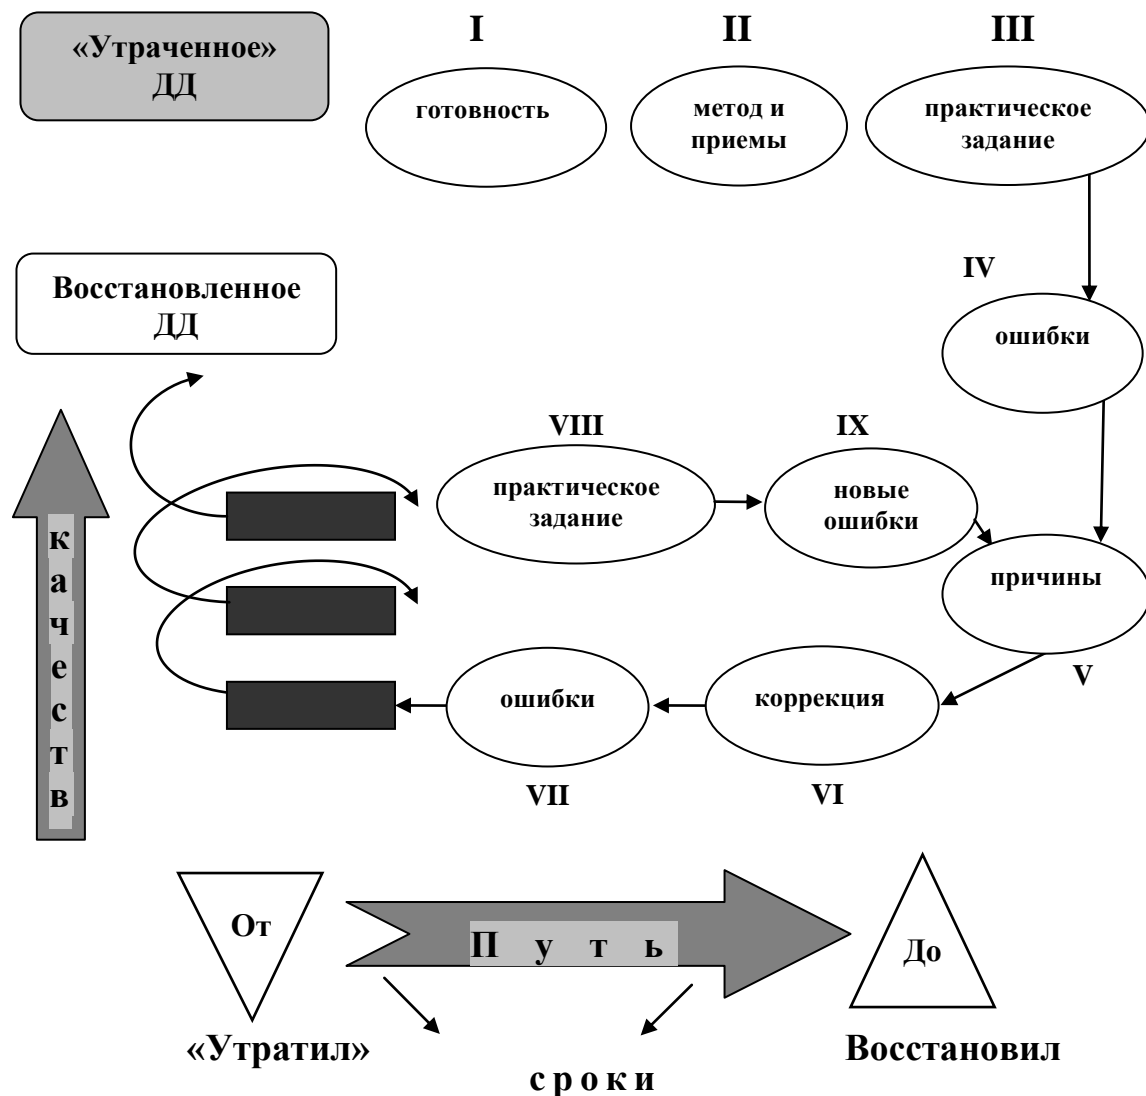 «Утраченное»
ДД
I
II
III
готовность
метод и
приемы
практическое
задание
IV
ошибки
Восстановленное
ДД
VIII
IX
практическое
задание
новые
ошибки
причины
V
ошибки
коррекция
VII
VI
к
а
ч
е
с
т
в
От
П у т ь
До
«Утратил»
Восстановил
с р о к и